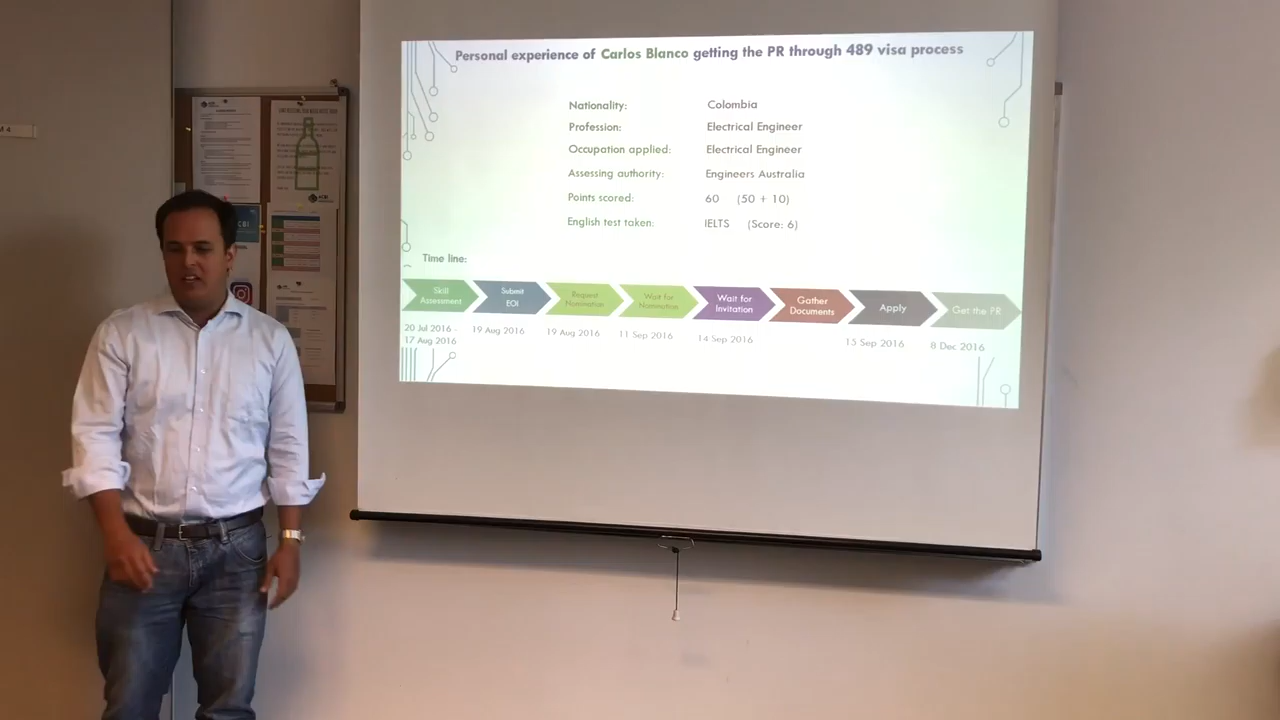 Personal experience of Carlos Blanco getting the PR through 489 visa process
Nationality: Colombia
Profession: Electrical Engineer
Occupation applied: Electrical Engineer
Assessing authority: Engineers Australia
Points scored: 60 (50 + 10)
English test taken: IELTS (Score: 6)
Time line:
Skill Assessment
Submit EOI
Request Nomination
Wait for Nomination
Wait for Invitation
Gather Documents
Apply
Get the PR
20 Jul 2016 - 17 Aug 2016
19 Aug 2016
19 Aug 2016
11 Sep 2016
14 Sep 2016
15 Sep 2016
8 Dec 2016